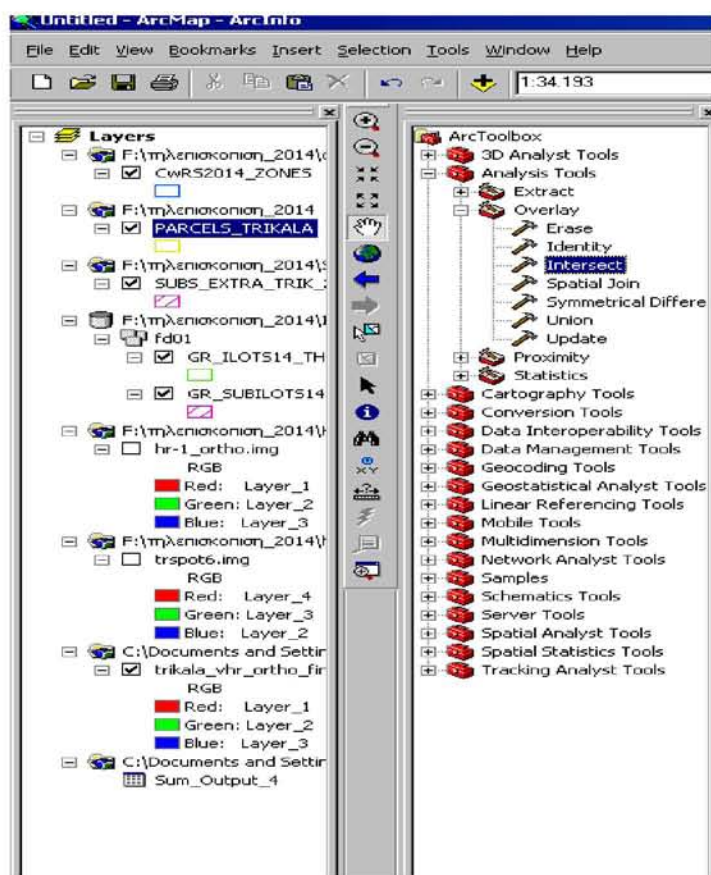 Untitled - ArcMap - ArcInfo
File Edit View Bookmarks Insert Selection Tools Window Help
1:34.193
Layers
F:\τηλεπισκοπιση_2014\
CwRS2014_ZONES
F:\τηλεπισκοπιση_2014
PARCELS_TRIKALA
F:\τηλεπισκοπιση_2014\
SUBS_EXTRA_TRIK_
F:\τηλεπισκοπιση_2014\
fd01
GR_ILOTS14_TH
GR_SUBILOTS14
F:\τηλεπισκοπιση_2014\
hr-1_ortho.img
RGB
Red: Layer_1
Green: Layer_2
Blue: Layer_3
F:\τηλεπισκοπιση_2014\
trspot6.img
RGB
Red: Layer_4
Green: Layer_3
Blue: Layer_2
C:\Documents and Settir
trikala_vhr_ortho_fir
RGB
Red: Layer_1
Green: Layer_2
Blue: Layer_3
C:\Documents and Settir
Sum_Output_4
XY
ArcToolbox
3D Analyst Tools
Analysis Tools
Extract
Overlay
Erase
Identity
Intersect
Spatial Join
Symmetrical Differe
Union
Update
Proximity
Statistics
Cartography Tools
Conversion Tools
Data Interoperability Tools
Data Management Tools
Geocoding Tools
Geostatistical Analyst Tools
Linear Referencing Tools
Mobile Tools
Multidimension Tools
Network Analyst Tools
Samples
Schematics Tools
Server Tools
Spatial Analyst Tools
Spatial Statistics Tools
Tracking Analyst Tools